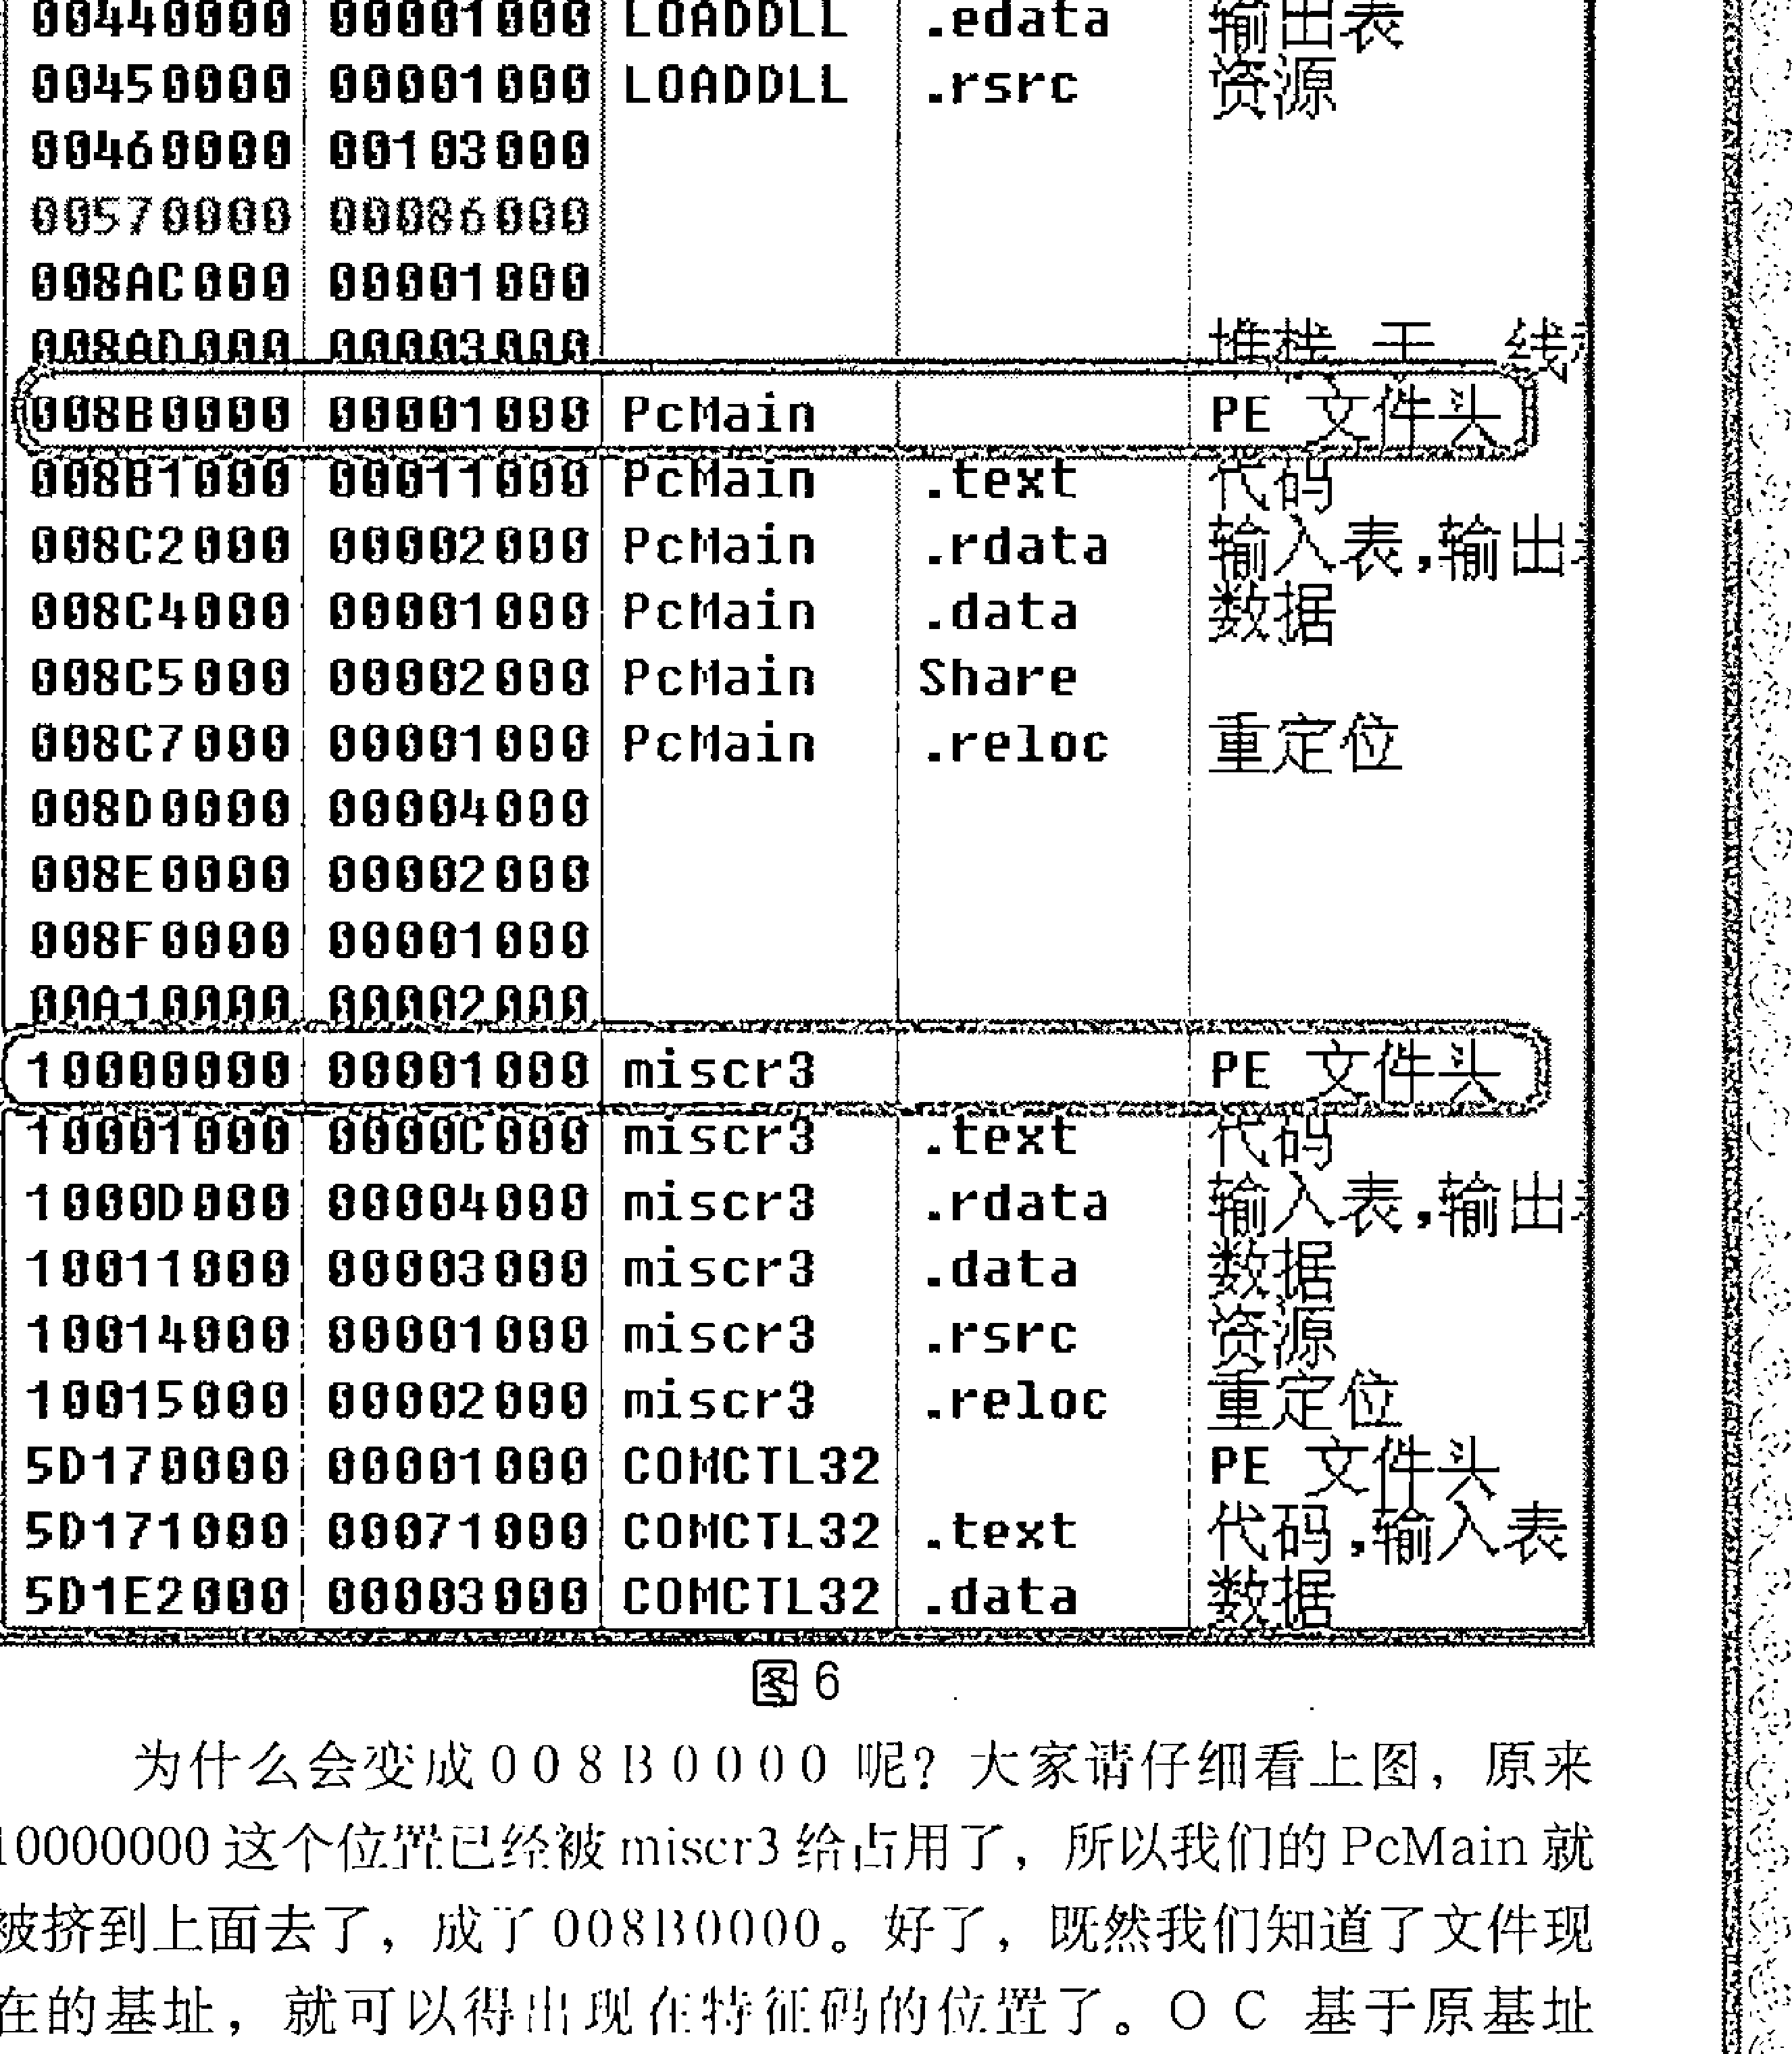 00440000 00001000 LOADDLL .edata 输出表
00450000 00001000 LOADDLL .rsrc 资源
00460000 00103000
00570000 00086000
008AC000 00001000
008AD000 00003000 堆栈 于 线
008B0000 00001000 PcMain PE 文件头
008B1000 00011000 PcMain .text 代码
008C2000 00002000 PcMain .rdata 输入表,输出
008C4000 00001000 PcMain .data 数据
008C5000 00002000 PcMain Share
008C7000 00001000 PcMain .reloc 重定位
008D0000 00004000
008E0000 00002000
008F0000 00001000
00A10000 00002000
10000000 00001000 miscr3 PE 文件头
10001000 0000C000 miscr3 .text 代码
1000D000 00004000 miscr3 .rdata 输入表,输出
10011000 00003000 miscr3 .data 数据
10014000 00001000 miscr3 .rsrc 资源
10015000 00002000 miscr3 .reloc 重定位
5D170000 00001000 COMCTL32 PE 文件头
5D171000 00071000 COMCTL32 .text 代码,输入表
5D1E2000 00003000 COMCTL32 .data 数据
图6
为什么会变成008B0000呢？大家请仔细看上图，原来
10000000这个位置已经被miscr3给占用了，所以我们的PcMain就
被挤到上面去了，成了008B0000。好了，既然我们知道了文件现
在的基址，就可以得出现在特征码的位置了。OC 基于原基址